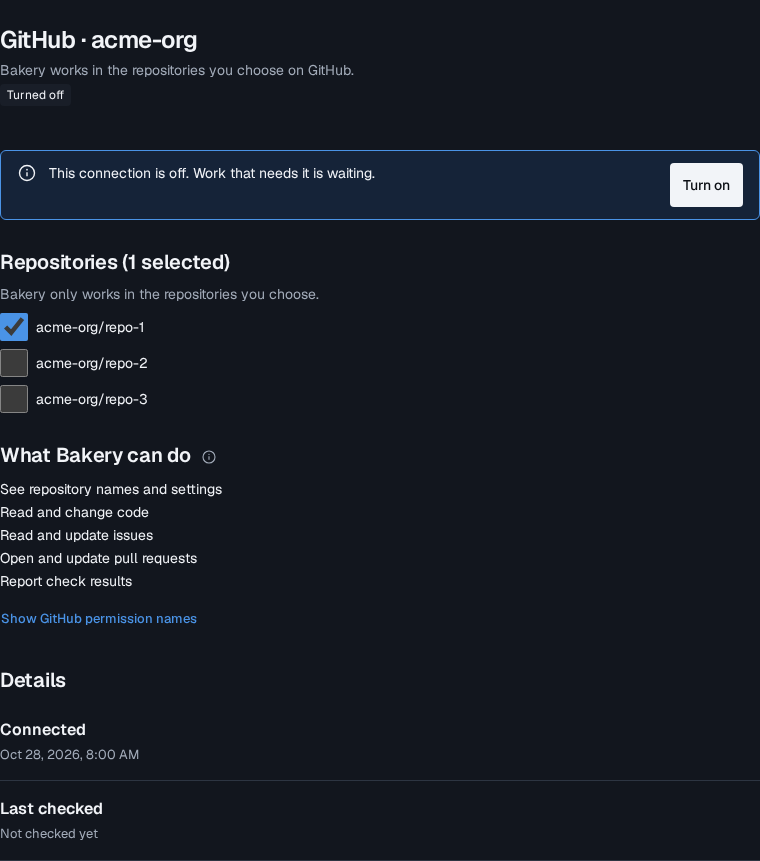 GitHub · acme-org
Bakery works in the repositories you choose on GitHub.
Turned off
This connection is off. Work that needs it is waiting.
Turn on
Repositories (1 selected)
Bakery only works in the repositories you choose.
acme-org/repo-1
acme-org/repo-2
acme-org/repo-3
What Bakery can do
See repository names and settings
Read and change code
Read and update issues
Open and update pull requests
Report check results
Show GitHub permission names
Details
Connected
Oct 28, 2026, 8:00 AM
Last checked
Not checked yet